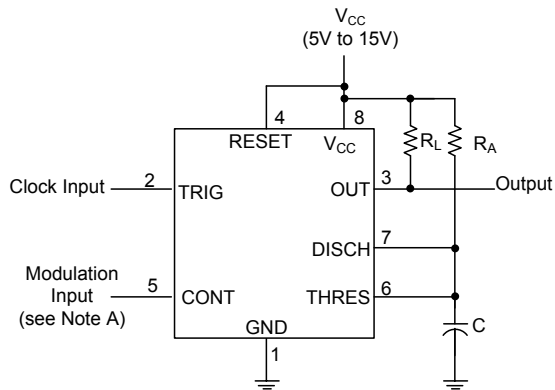 VCC
(5V to 15V)
4
8
RESET
VCC
RL
RA
Clock Input
2
TRIG
OUT
3
Output
DISCH
7
Modulation
Input
(see Note A)
5
CONT
THRES
6
GND
1
C